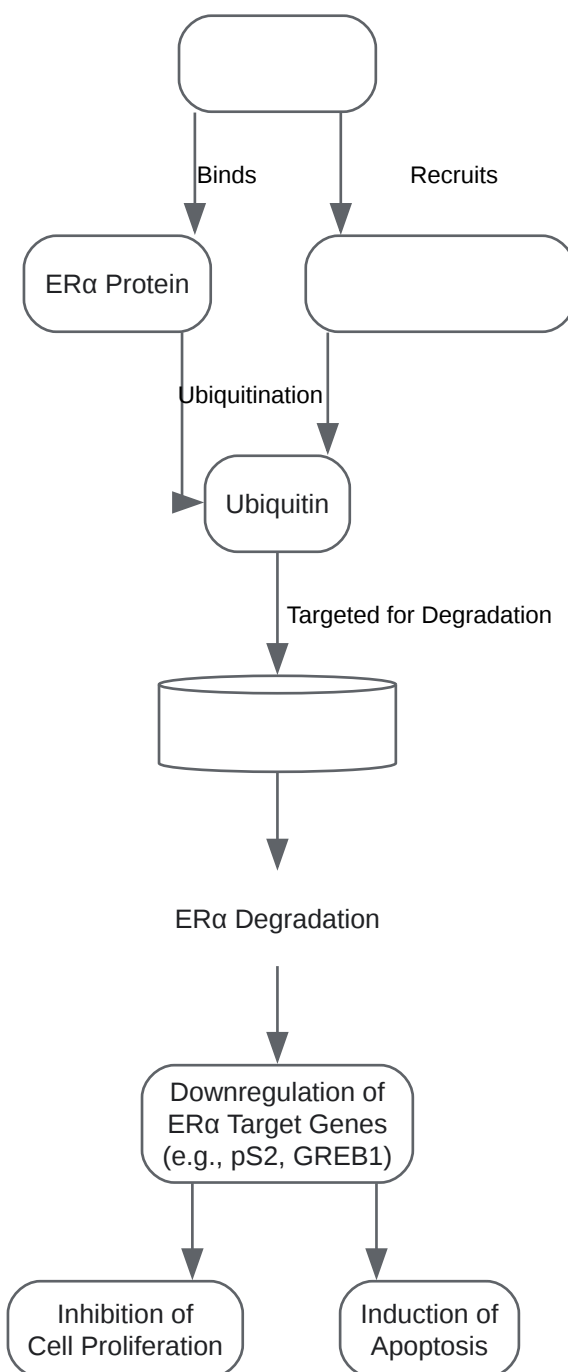 Binds
Recruits
ERα Protein
Ubiquitination
Ubiquitin
Targeted for Degradation
ERα Degradation
Downregulation of
ERα Target Genes
(e.g., pS2, GREB1)
Inhibition of
Cell Proliferation
Induction of
Apoptosis